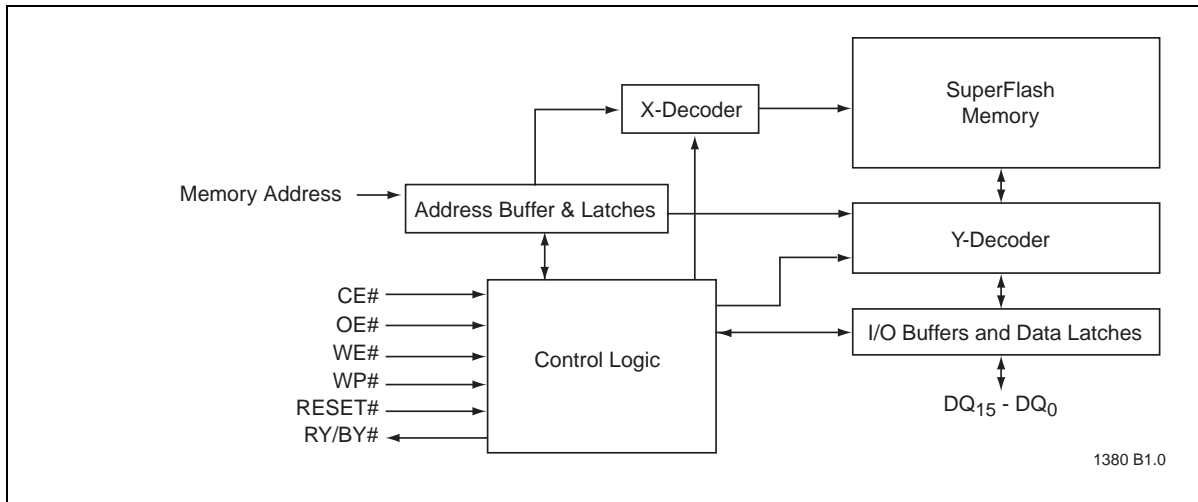 SuperFlash
Memory
X-Decoder
Memory Address
Address Buffer & Latches
Y-Decoder
CE#
OE#
WE#
WP#
RESET#
RY/BY#
Control Logic
I/O Buffers and Data Latches
DQ15 - DQ0
1380 B1.0